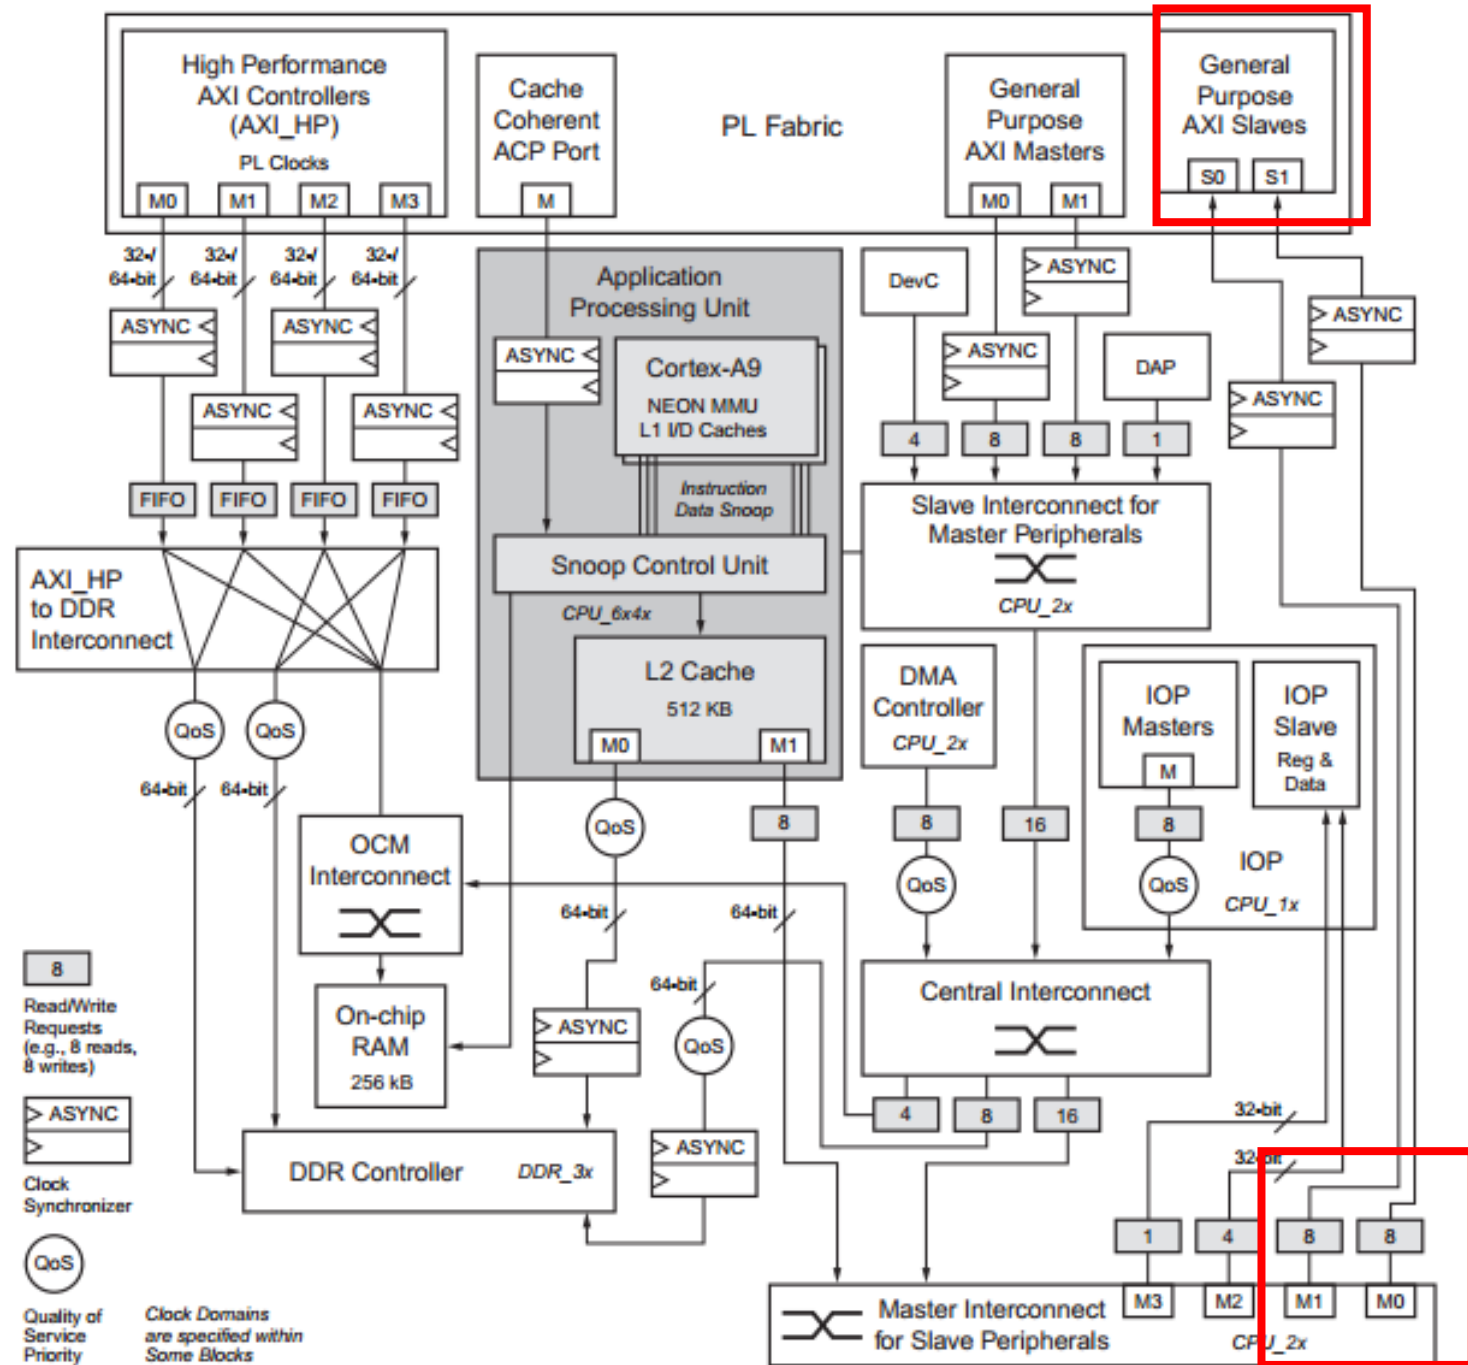 High Performance
AXI Controllers
(AXI_HP)
PL Clocks
M0 M1 M2 M3
Cache
Coherent
ACP Port
M
PL Fabric
General
Purpose
AXI Masters
M0 M1
General
Purpose
AXI Slaves
S0 S1
32-/
64-bit
32-/
64-bit
32-/
64-bit
32-/
64-bit
ASYNC
ASYNC
ASYNC
ASYNC
FIFO FIFO FIFO FIFO
AXI_HP
to DDR
Interconnect
QoS QoS
64-bit 64-bit
Application
Processing Unit
ASYNC
Cortex-A9
NEON MMU
L1 I/D Caches
Instruction
Data Snoop
Snoop Control Unit
CPU_6x4x
L2 Cache
512 KB
M0 M1
DevC
ASYNC
ASYNC
DAP
ASYNC
ASYNC
4 8 8 1
Slave Interconnect for
Master Peripherals
CPU_2x
DMA
Controller
CPU_2x
IOP
Masters
M
IOP
Slave
Reg &
Data
8
QoS
IOP
CPU_1x
QoS
8
8
16
QoS
OCM
Interconnect
64-bit 64-bit
On-chip
RAM
256 kB
ASYNC
64-bit
QoS
ASYNC
Central Interconnect
4 8 16
DDR Controller DDR_3x
32-bit
32-bit
1 4 8 8
M3 M2 M1 M0
Master Interconnect
for Slave Peripherals
CPU_2x
8
Read/Write
Requests
(e.g., 8 reads,
8 writes)
ASYNC
Clock
Synchronizer
QoS
Quality of
Service
Priority
Clock Domains
are specified within
Some Blocks